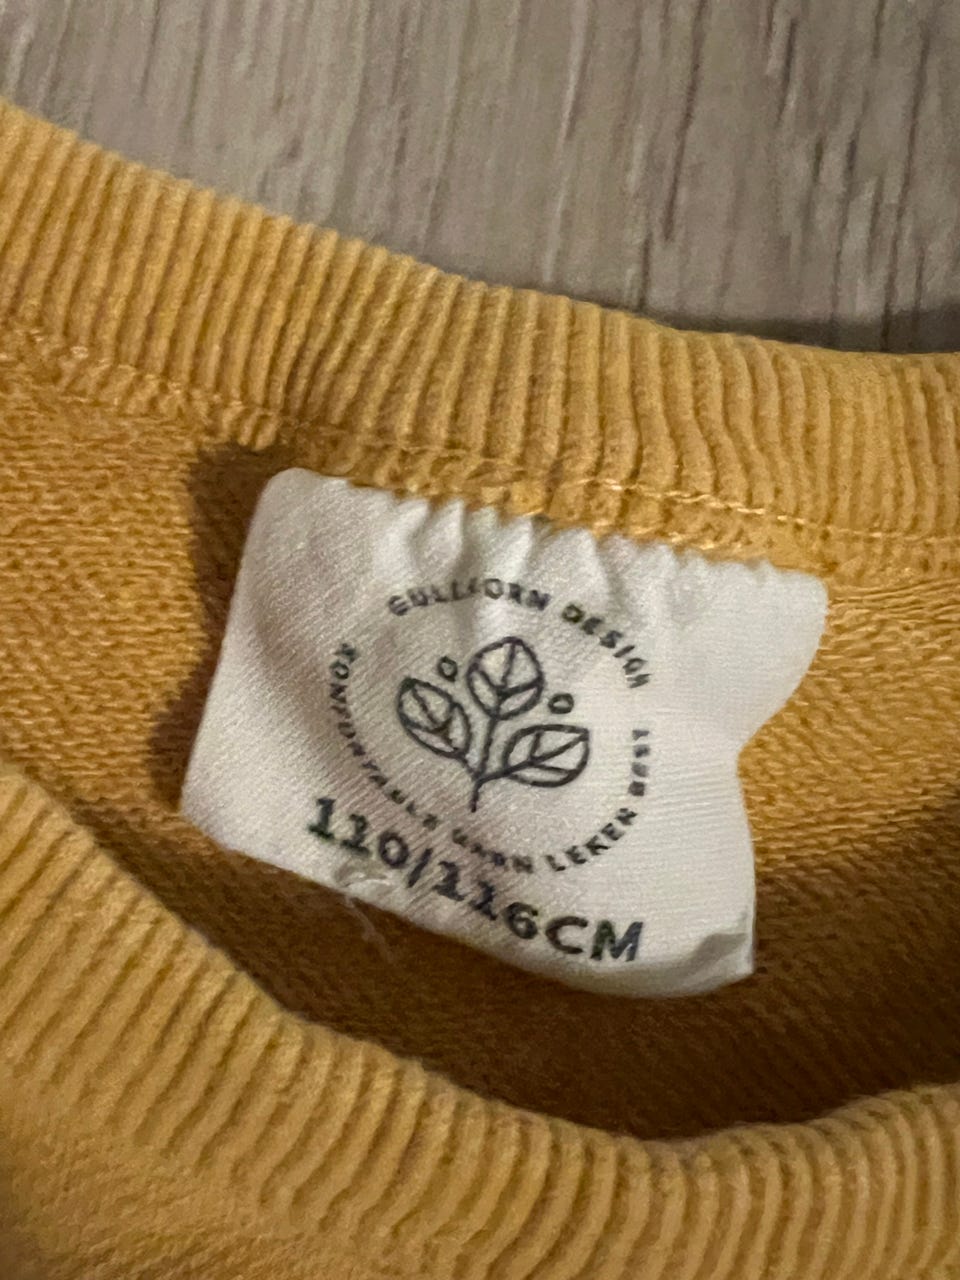 GULLKORN DESIGN
KOMFORTABLE BARN LEKER BEST
110/116CM